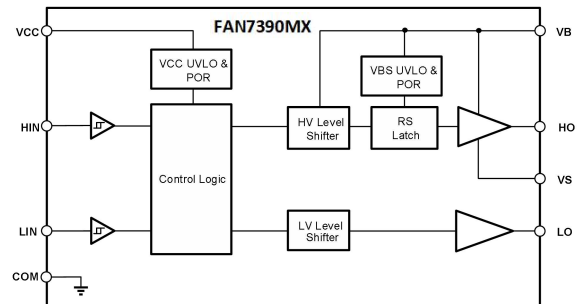 FAN7390MX
VCC
VB
VCC UVLO &
POR
VBS UVLO &
POR
HIN
HV Level
Shifter
RS
Latch
HO
Control Logic
VS
LIN
LV Level
Shifter
LO
COM